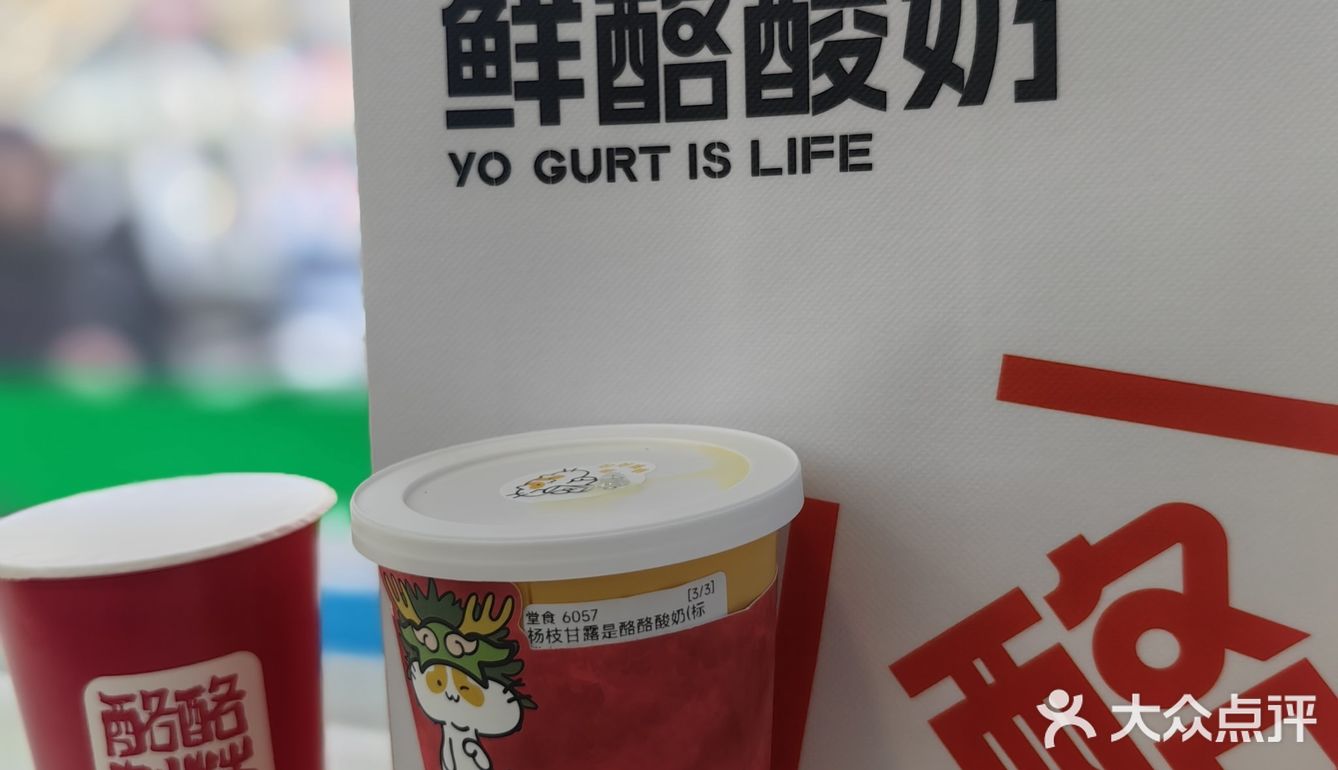 鲜酪酸奶
YO GURT IS LIFE
[3/3]
堂食 6057
杨枝甘露是酪酪酸奶(标
酪酪
酪
大众点评